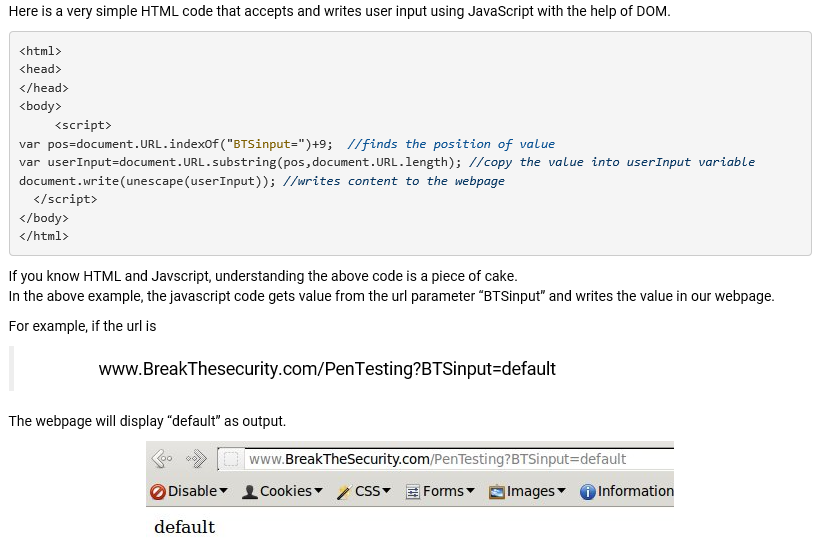 Here is a very simple HTML code that accepts and writes user input using JavaScript with the help of DOM.
<html>
<head>
</head>
<body>
<script>
var pos=document.URL.indexOf("BTSinput=")+9;  //finds the position of value
var userInput=document.URL.substring(pos,document.URL.length); //copy the value into userInput variable
document.write(unescape(userInput)); //writes content to the webpage
</script>
</body>
</html>
If you know HTML and Javscript, understanding the above code is a piece of cake.
In the above example, the javascript code gets value from the url parameter “BTSinput” and writes the value in our webpage.
For example, if the url is
www.BreakThesecurity.com/PenTesting?BTSinput=default
The webpage will display “default” as output.
www.BreakTheSecurity.com/PenTesting?BTSinput=default
Disable Cookies CSS Forms Images Information
default